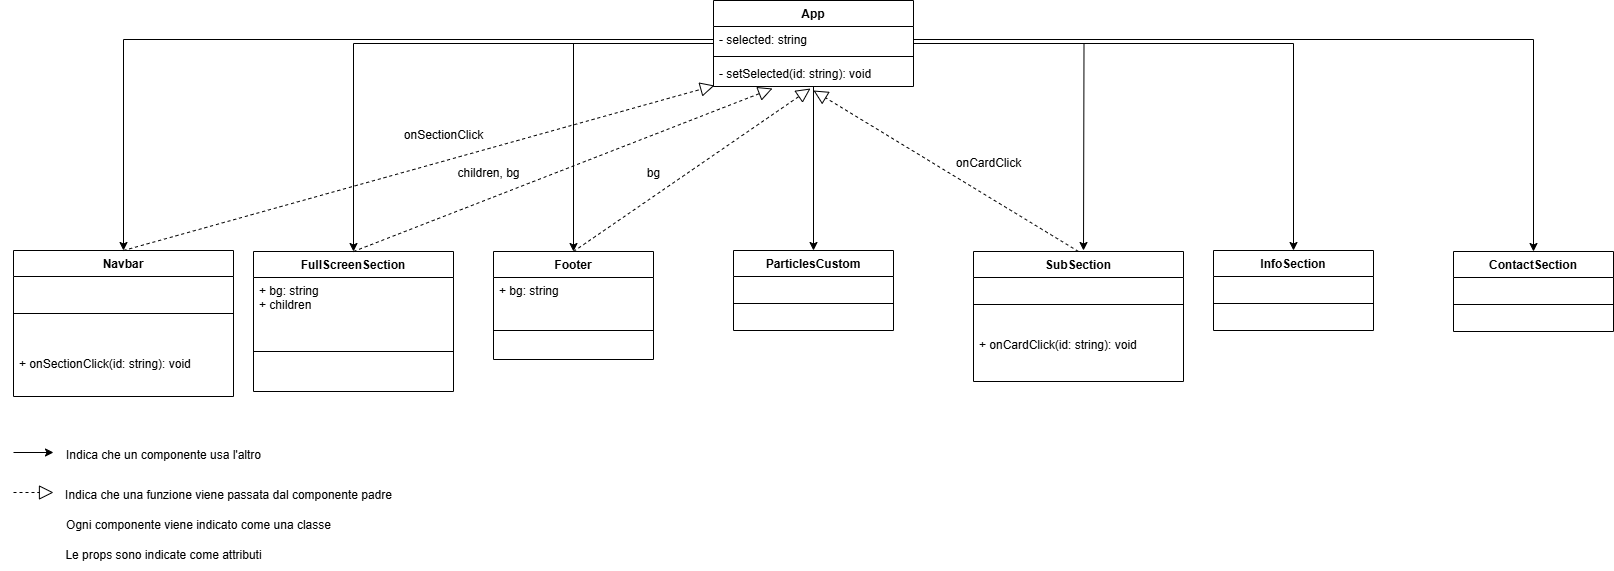 App
- selected: string
- setSelected(id: string): void
onSectionClick
children, bg
bg
onCardClick
Navbar
+ onSectionClick(id: string): void
FullScreenSection
+ bg: string
+ children
Footer
+ bg: string
ParticlesCustom
SubSection
+ onCardClick(id: string): void
InfoSection
ContactSection
Indica che un componente usa l'altro
Indica che una funzione viene passata dal componente padre
Ogni componente viene indicato come una classe
Le props sono indicate come attributi